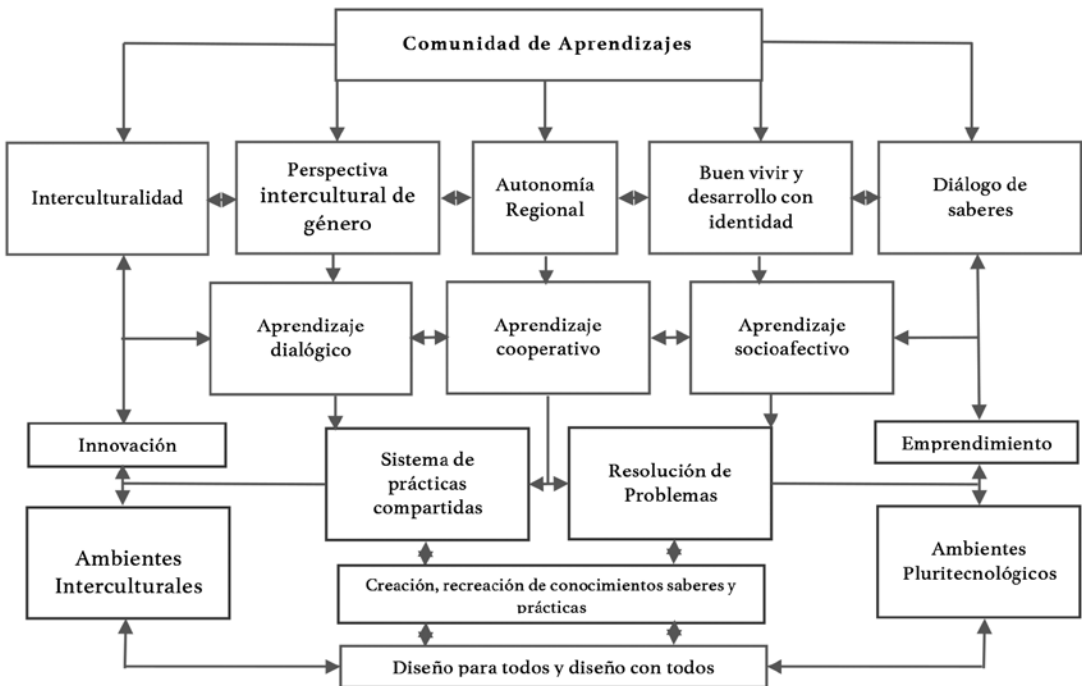 Comunidad de Aprendizajes
Interculturalidad
Perspectiva
intercultural de
género
Autonomía
Regional
Buen vivir y
desarrollo con
identidad
Diálogo de
saberes
Aprendizaje
dialógico
Aprendizaje
cooperativo
Aprendizaje
socioafectivo
Innovación
Sistema de
prácticas
compartidas
Resolución de
Problemas
Emprendimiento
Ambientes
Interculturales
Ambientes
Pluritecnológicos
Creación, recreación de conocimientos saberes y
prácticas
Diseño para todos y diseño con todos